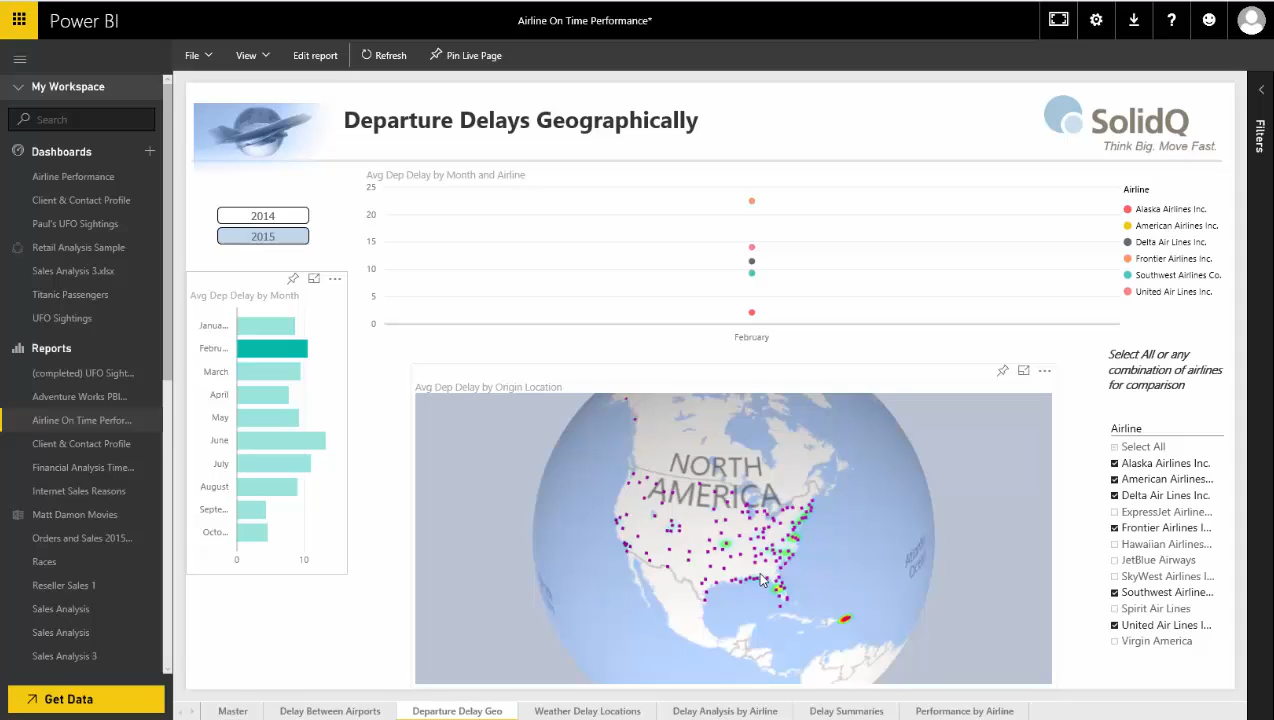 Power BI
Airline On Time Performance*
File
View
Edit report
Refresh
Pin Live Page
My Workspace
Search
Dashboards
Airline Performance
Client & Contact Profile
Paul's UFO Sightings
Retail Analysis Sample
Sales Analysis 3.xlsx
Titanic Passengers
UFO Sightings
Reports
(completed) UFO Sight...
Adventure Works PBI...
Airline On Time Perfor...
Client & Contact Profile
Financial Analysis Time...
Internet Sales Reasons
Matt Damon Movies
Orders and Sales 2015...
Races
Reseller Sales 1
Sales Analysis
Sales Analysis
Sales Analysis 3
Get Data
Departure Delays Geographically
SolidQ
Think Big. Move Fast.
Filters
2014
2015
Avg Dep Delay by Month and Airline
25
20
15
10
5
0
February
Airline
Alaska Airlines Inc.
American Airlines Inc.
Delta Air Lines Inc.
Frontier Airlines Inc.
Southwest Airlines Co.
United Air Lines Inc.
Avg Dep Delay by Month
Janua...
Febru...
March
April
May
June
July
August
Septe...
Octo...
0
10
Avg Dep Delay by Origin Location
NORTH
AMERICA
Atlantic
Ocean
Select All or any
combination of airlines
for comparison
Airline
Select All
Alaska Airlines Inc.
American Airlines...
Delta Air Lines Inc.
ExpressJet Airline...
Frontier Airlines I...
Hawaiian Airlines...
JetBlue Airways
SkyWest Airlines I...
Southwest Airline...
Spirit Air Lines
United Air Lines I...
Virgin America
Master
Delay Between Airports
Departure Delay Geo
Weather Delay Locations
Delay Analysis by Airline
Delay Summaries
Performance by Airline